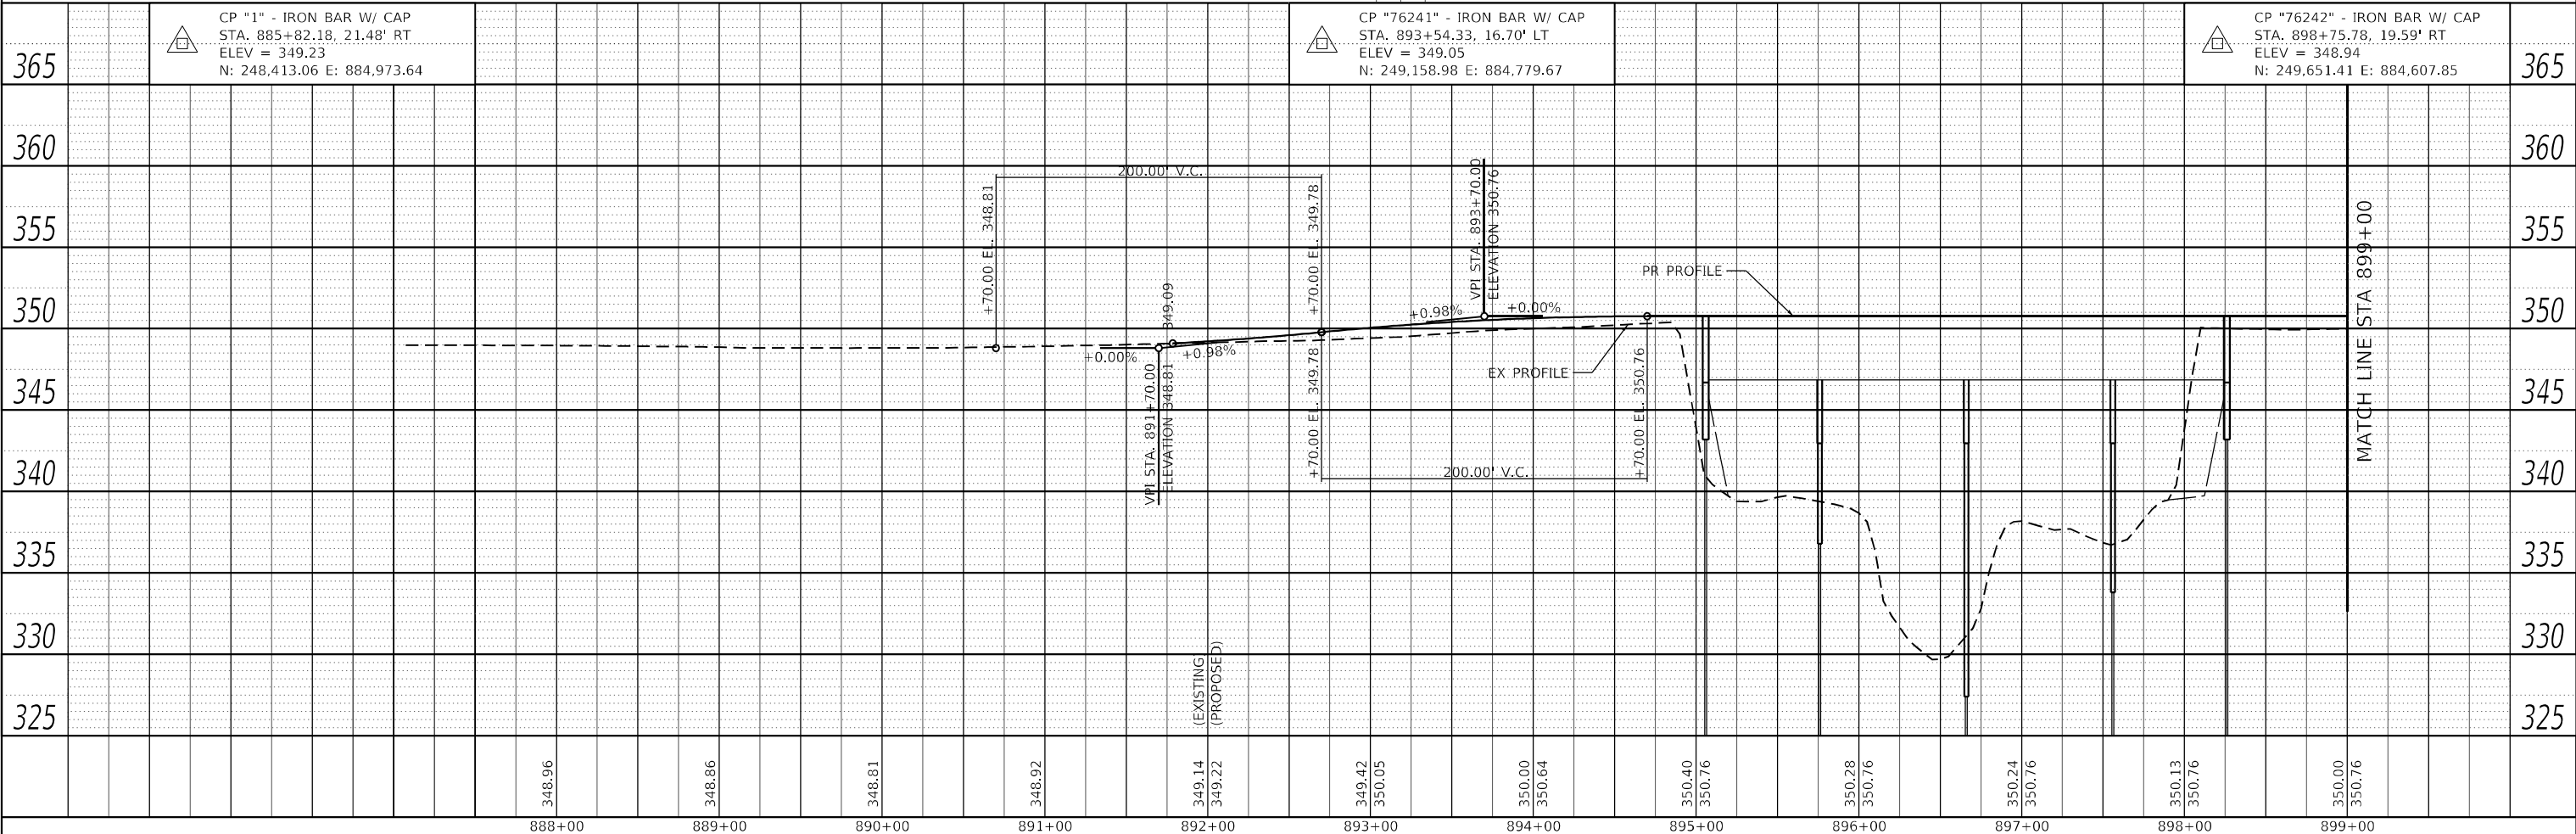 CP "1" - IRON BAR W/ CAP
STA. 885+82.18, 21.48' RT
ELEV = 349.23
N: 248,413.06 E: 884,973.64
CP "76241" - IRON BAR W/ CAP
STA. 893+54.33, 16.70' LT
ELEV = 349.05
N: 249,158.98 E: 884,779.67
CP "76242" - IRON BAR W/ CAP
STA. 898+75.78, 19.59' RT
ELEV = 348.94
N: 249,651.41 E: 884,607.85
365
365
360
360
355
355
350
350
345
345
340
340
335
335
330
330
325
325
200.00' V.C.
+70.00 EL. 348.81
+70.00 EL. 349.78
VPI STA. 893+70.00
ELEVATION 350.76
349.09
+0.98%
+0.00%
PR PROFILE
MATCH LINE STA 899+00
+0.00%
+0.98%
EX PROFILE
VPI STA. 891+70.00
ELEVATION 348.81
+70.00 EL. 349.78
+70.00 EL. 350.76
200.00' V.C.
(EXISTING)
(PROPOSED)
348.96
348.86
348.81
348.92
349.14
349.22
349.42
350.05
350.00
350.64
350.40
350.76
350.28
350.76
350.24
350.76
350.13
350.76
350.00
350.76
888+00
889+00
890+00
891+00
892+00
893+00
894+00
895+00
896+00
897+00
898+00
899+00